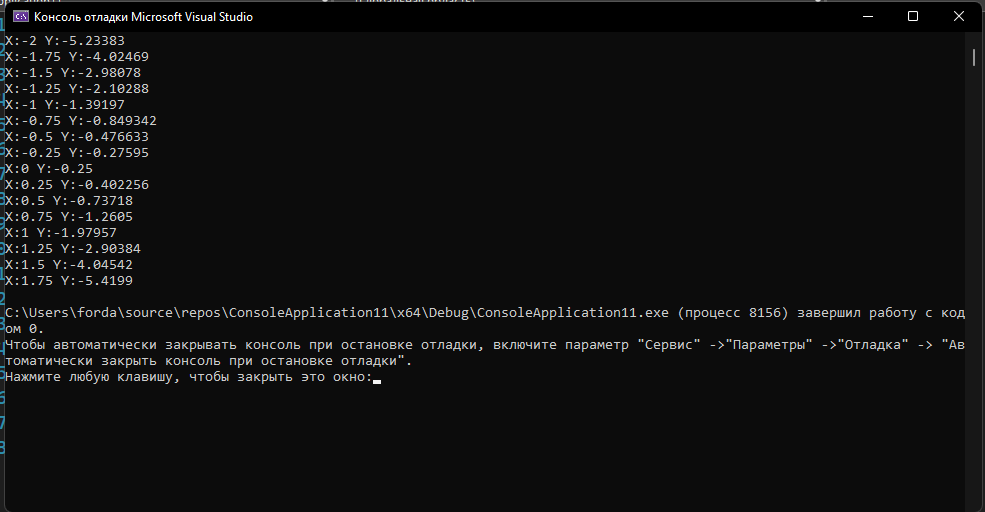 Консоль отладки Microsoft Visual Studio
X:-2 Y:-5.23383
X:-1.75 Y:-4.02469
X:-1.5 Y:-2.98078
X:-1.25 Y:-2.10288
X:-1 Y:-1.39197
X:-0.75 Y:-0.849342
X:-0.5 Y:-0.476633
X:-0.25 Y:-0.27595
X:0 Y:-0.25
X:0.25 Y:-0.402256
X:0.5 Y:-0.73718
X:0.75 Y:-1.2605
X:1 Y:-1.97957
X:1.25 Y:-2.90384
X:1.5 Y:-4.04542
X:1.75 Y:-5.4199
C:\Users\forda\source\repos\ConsoleApplication11\x64\Debug\ConsoleApplication11.exe (процесс 8156) завершил работу с код
ом 0.
Чтобы автоматически закрывать консоль при остановке отладки, включите параметр "Сервис" ->"Параметры" ->"Отладка" -> "Ав
томатически закрыть консоль при остановке отладки".
Нажмите любую клавишу, чтобы закрыть это окно: